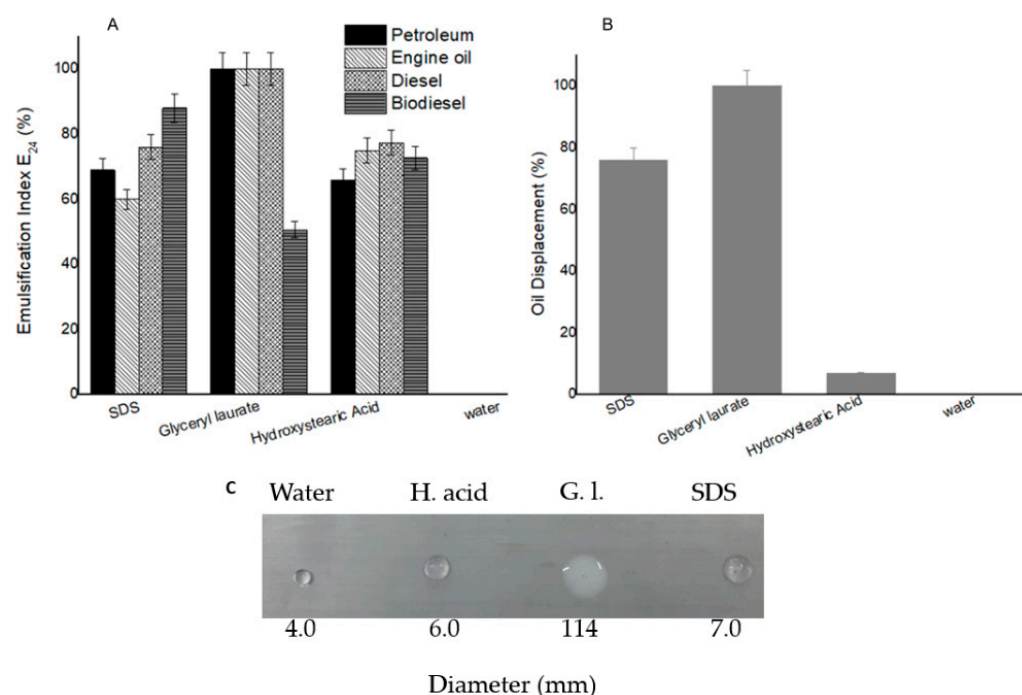 A
Emulsification Index E24 (%)
100
80
60
40
20
0
Petroleum
Engine oil
Diesel
Biodiesel
SDS
Glyceryl laurate
Hydroxystearic Acid
water
B
Oil Displacement (%)
100
80
60
40
20
0
SDS
Glyceryl laurate
Hydroxystearic Acid
water
C
Water H. acid G. l. SDS
4.0 6.0 114 7.0
Diameter (mm)